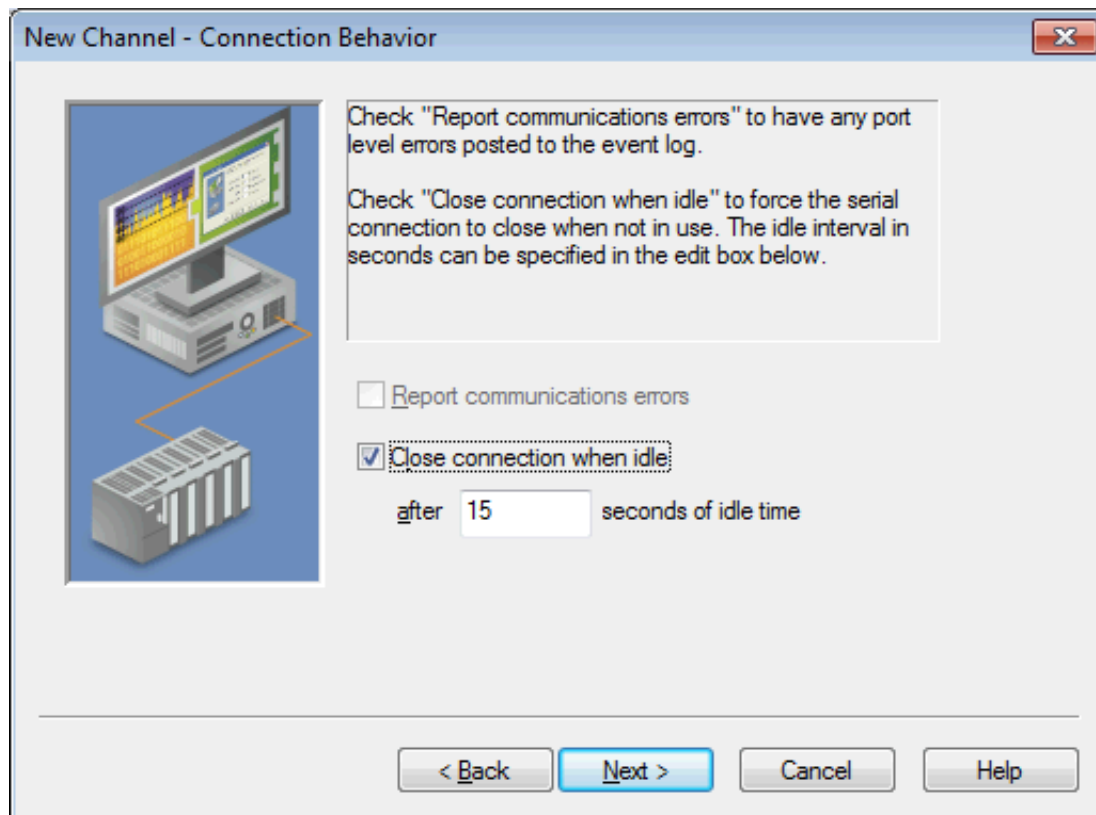 New Channel - Connection Behavior
Check "Report communications errors" to have any port
level errors posted to the event log.
Check "Close connection when idle" to force the serial
connection to close when not in use. The idle interval in
seconds can be specified in the edit box below.
Report communications errors
Close connection when idle
after 15 seconds of idle time
< Back Next > Cancel Help